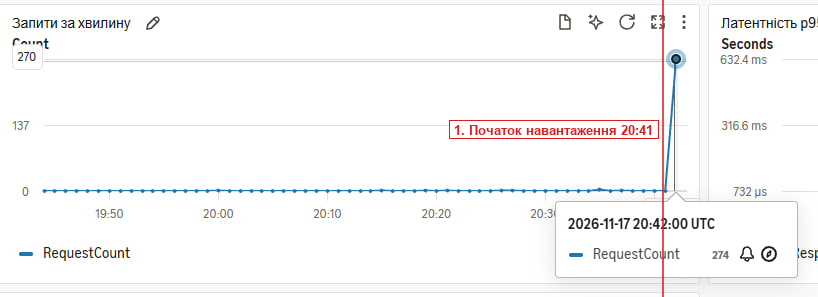 Запити за хвилину
Count
270
137
0
1. Початок навантаження 20:41
19:50
20:00
20:10
20:20
2026-11-17 20:42:00 UTC
RequestCount 274
RequestCount
Латентність p95
Seconds
632.4 ms
316.6 ms
732 µs